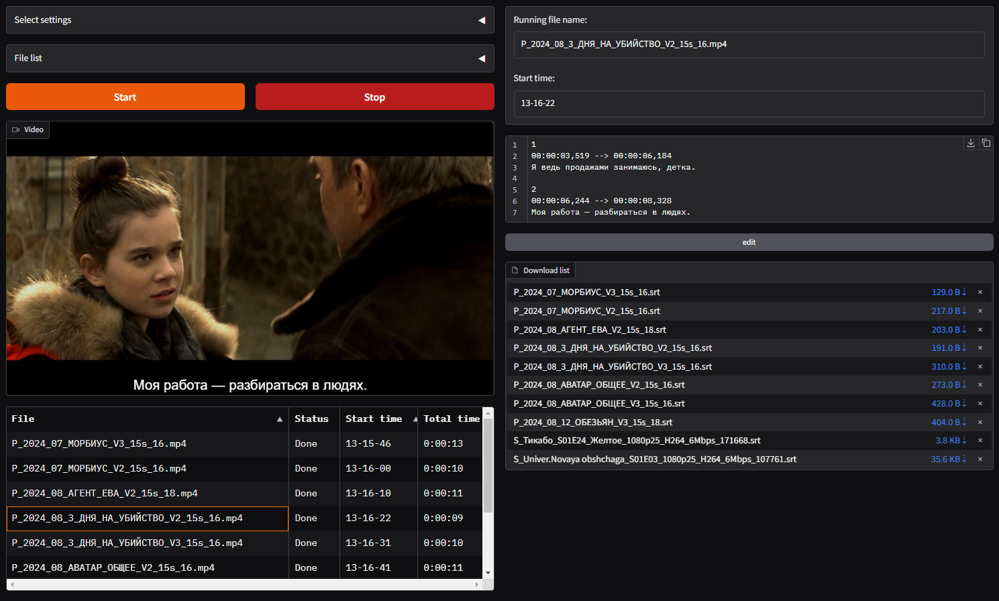 Select settings
File list
Start
Stop
Video
Моя работа — разбираться в людях.
File Status Start time Total time
P_2024_07_МОРБИУС_V3_15s_16.mp4 Done 13-15-46 0:00:13
P_2024_07_МОРБИУС_V2_15s_16.mp4 Done 13-16-00 0:00:10
P_2024_08_АГЕНТ_ЕВА_V2_15s_18.mp4 Done 13-16-10 0:00:11
P_2024_08_3_ДНЯ_НА_УБИЙСТВО_V2_15s_16.mp4 Done 13-16-22 0:00:09
P_2024_08_3_ДНЯ_НА_УБИЙСТВО_V3_15s_16.mp4 Done 13-16-31 0:00:10
P_2024_08_АВАТАР_ОБЩЕЕ_V2_15s_16.mp4 Done 13-16-41 0:00:11
Running file name:
P_2024_08_3_ДНЯ_НА_УБИЙСТВО_V2_15s_16.mp4
Start time:
13-16-22
1 1
2 00:00:03,519 --> 00:00:06,184
3 Я ведь продажами занимаюсь, детка.
4
5 2
6 00:00:06,244 --> 00:00:08,328
7 Моя работа — разбираться в людях.
edit
Download list
P_2024_07_МОРБИУС_V3_15s_16.srt 129.0 B ⇣ ×
P_2024_07_МОРБИУС_V2_15s_16.srt 217.0 B ⇣ ×
P_2024_08_АГЕНТ_ЕВА_V2_15s_18.srt 203.0 B ⇣ ×
P_2024_08_3_ДНЯ_НА_УБИЙСТВО_V2_15s_16.srt 191.0 B ⇣ ×
P_2024_08_3_ДНЯ_НА_УБИЙСТВО_V3_15s_16.srt 310.0 B ⇣ ×
P_2024_08_АВАТАР_ОБЩЕЕ_V2_15s_16.srt 273.0 B ⇣ ×
P_2024_08_АВАТАР_ОБЩЕЕ_V3_15s_16.srt 428.0 B ⇣ ×
P_2024_08_12_ОБЕЗЬЯН_V3_15s_18.srt 404.0 B ⇣ ×
S_Тикабо_S01E24_Желтое_1080p25_H264_6Mbps_171668.srt 3.8 KB ⇣ ×
S_Univer.Novaya obshchaga_S01E03_1080p25_H264_6Mbps_107761.srt 35.6 KB ⇣ ×